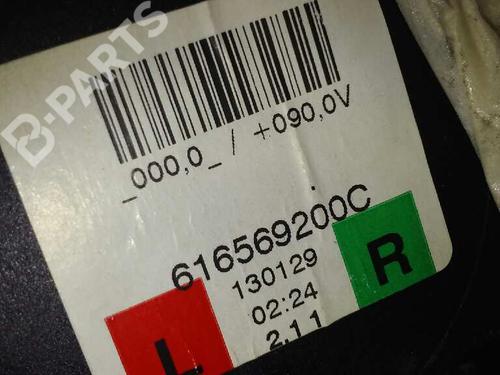 B-PARTS
_000,0_ / +090,0V
616569200C
130129
02:24
2.1 1
L
R